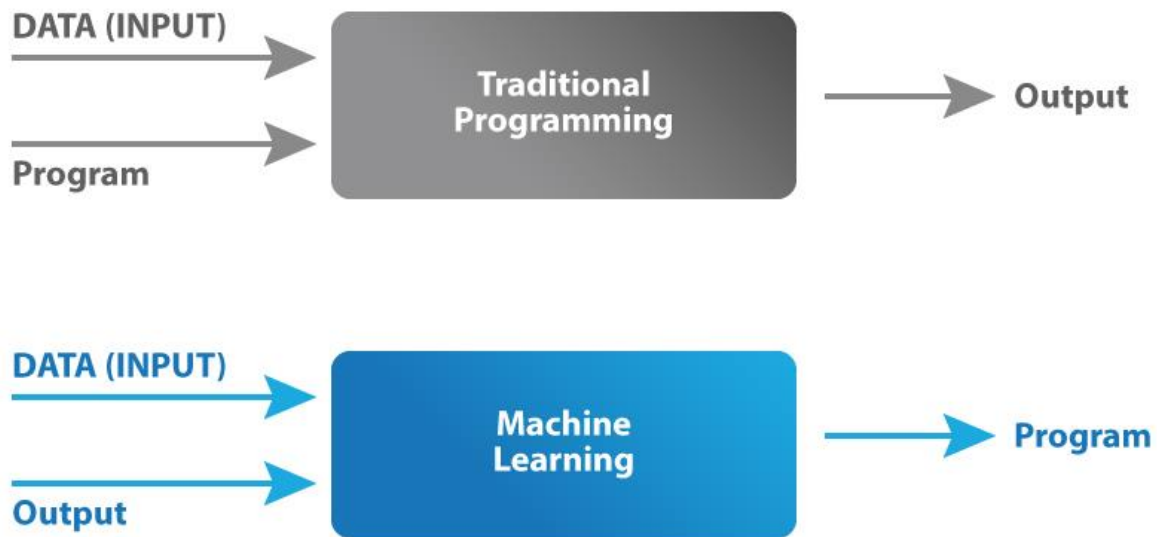 DATA (INPUT)
Program
Traditional
Programming
Output
DATA (INPUT)
Output
Machine
Learning
Program